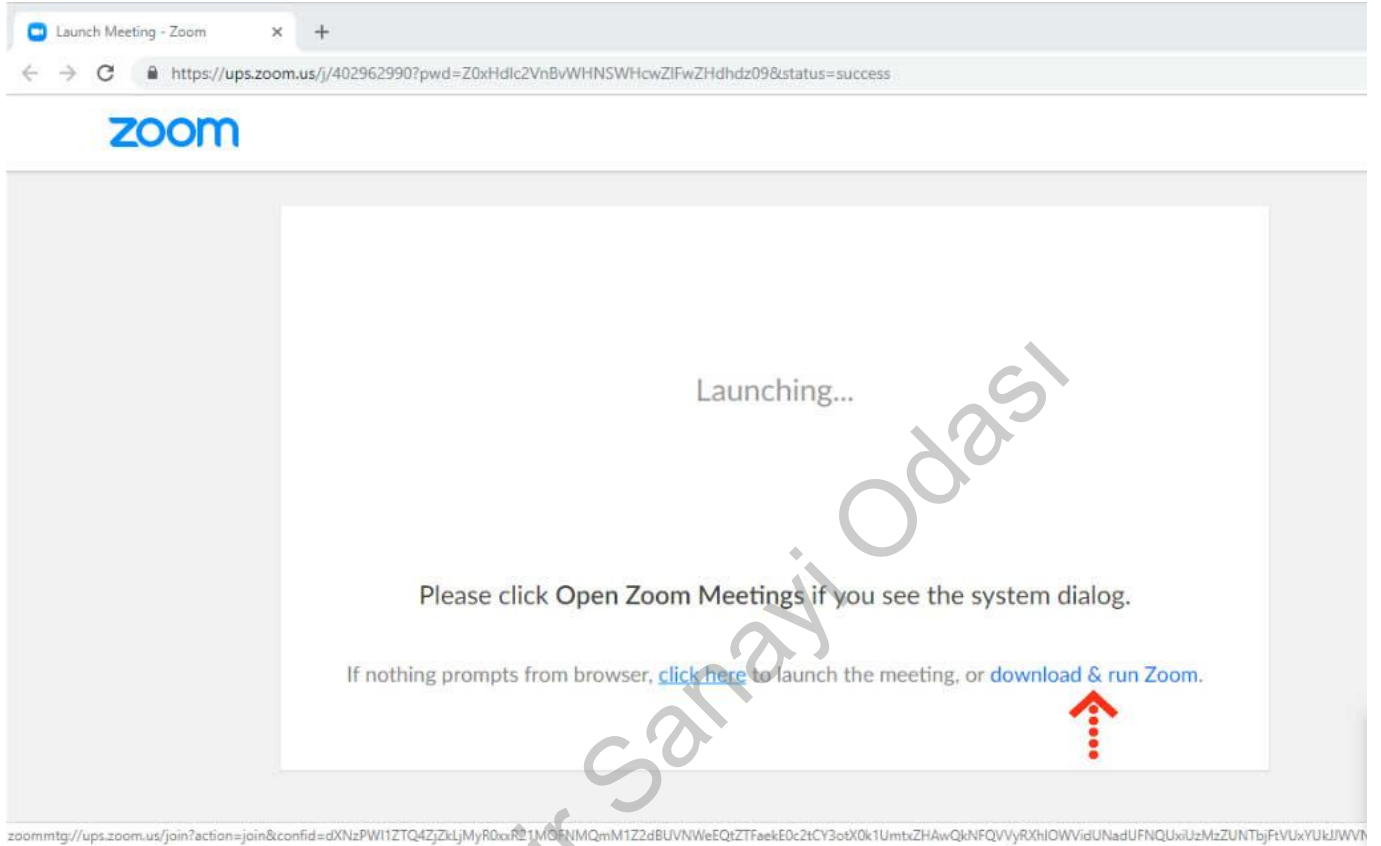 Launch Meeting - Zoom
https://ups.zoom.us/j/402962990?pwd=Z0xHdlc2VnBvWHNSWHcwZlFwZHdhdz09&status=success
zoom
Launching...
Please click Open Zoom Meetings if you see the system dialog.
If nothing prompts from browser, click here to launch the meeting, or download & run Zoom.
ir Sanayi Odası